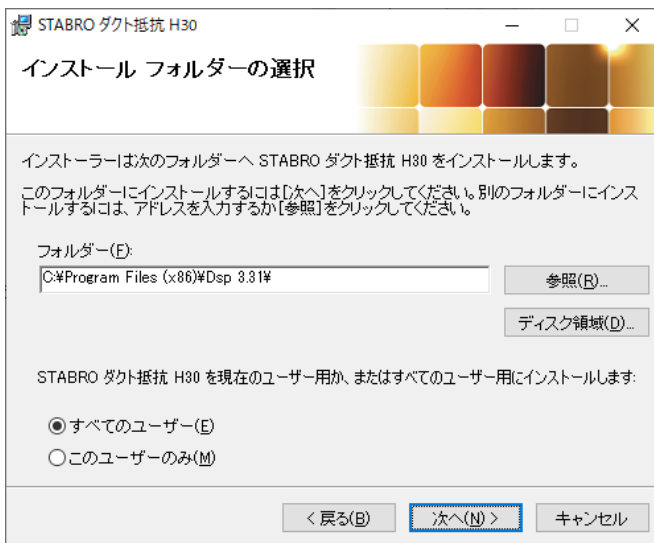 STABRO ダクト抵抗 H30
インストール フォルダーの選択
インストーラーは次のフォルダーへ STABRO ダクト抵抗 H30 をインストールします。
このフォルダーにインストールするには[次へ]をクリックしてください。別のフォルダーにインス
トールするには、アドレスを入力するか[参照]をクリックしてください。
フォルダー(F):
C:¥Program Files (x86)¥Dsp 3.31¥
参照(R)...
ディスク領域(D)...
STABRO ダクト抵抗 H30 を現在のユーザー用か、またはすべてのユーザー用にインストールします:
すべてのユーザー(E)
このユーザーのみ(M)
< 戻る(B)
次へ(N) >
キャンセル